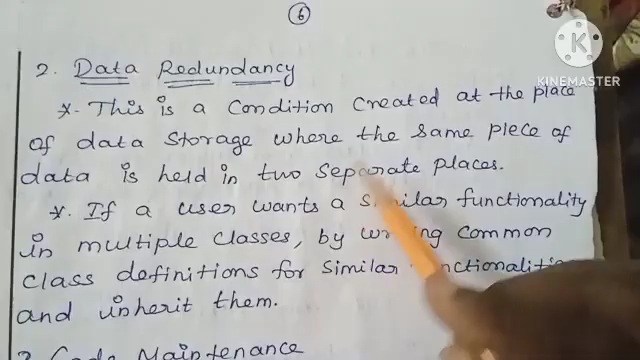 6
2. Data Redundancy
KINEMASTER
*. This is a condition created at the place
of data storage where the same piece of
data is held in two separate places.
*. If a user wants a similar functionality
in multiple classes, by writing common
class definitions for similar
and inherit them.
Code Maintenance